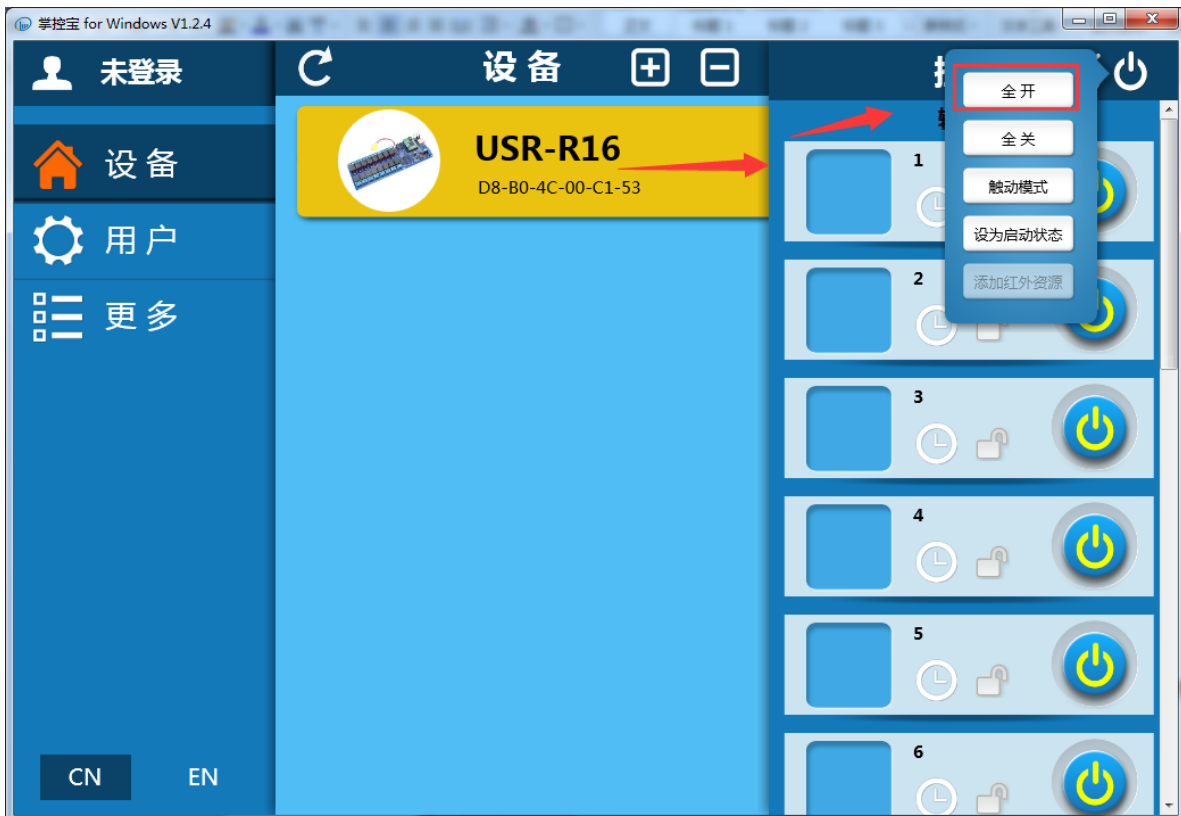 掌控宝 for Windows V1.2.4
未登录
设备
用户
更多
CN
EN
设备
USR-R16
D8-B0-4C-00-C1-53
全开
全关
触动模式
设为启动状态
添加红外资源
1
2
3
4
5
6